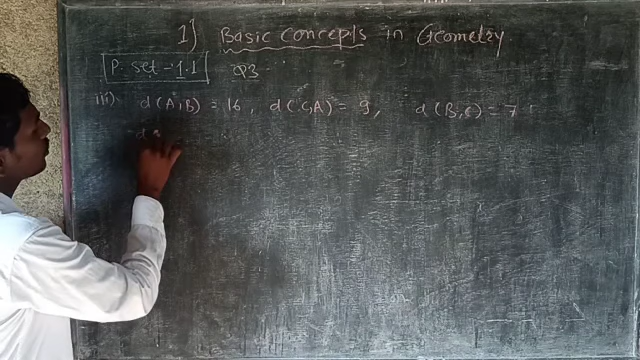 1) Basic Concepts in Geometry
P. set - 1.1 Q3
iii) d(A,B) = 16, d(C,A) = 9, d(B,C) = 7
d